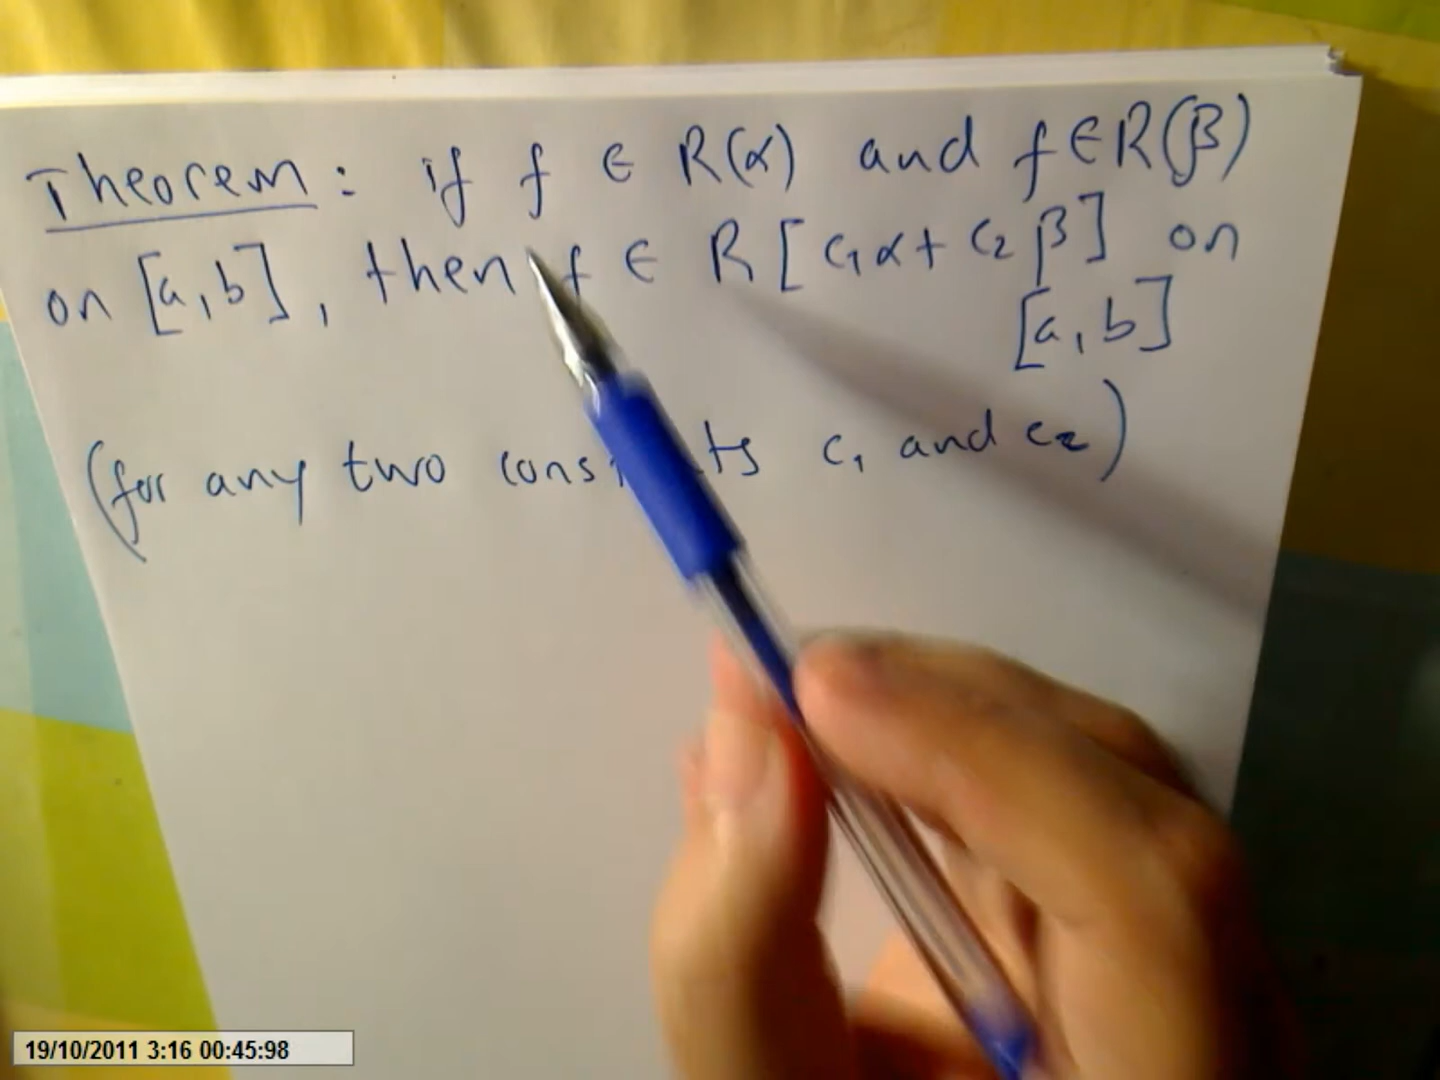 Theorem: if f ∈ R(α) and f ∈ R(β)
on [a,b], then f ∈ R[c₁α + c₂β] on
[a,b]
(for any two c₁ and c₂)
19/10/2011 3:16 00:45:98